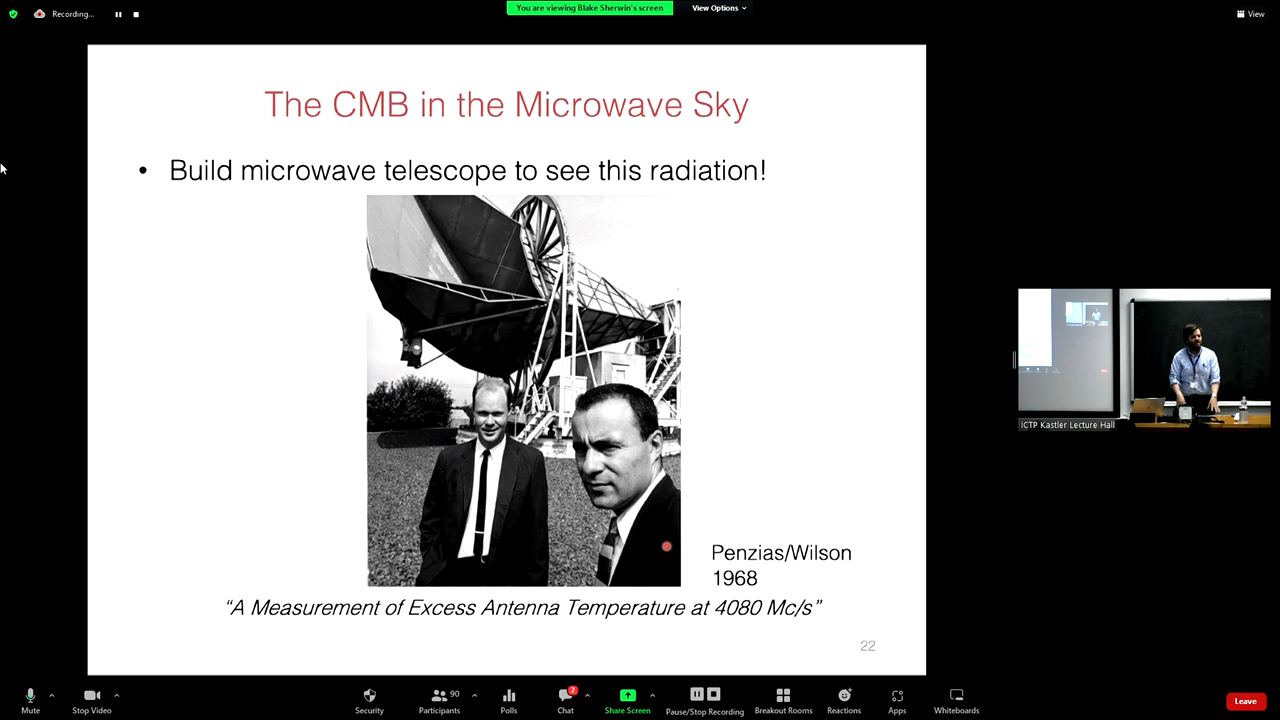 Recording...
You are viewing Blake Sherwin's screen
View Options
View
The CMB in the Microwave Sky
• Build microwave telescope to see this radiation!
Penzias/Wilson
1968
“A Measurement of Excess Antenna Temperature at 4080 Mc/s”
22
ICTP Kastler Lecture Hall
Mute
Stop Video
Security
90
Participants
Polls
2
Chat
Share Screen
Pause/Stop Recording
Breakout Rooms
Reactions
Apps
Whiteboards
Leave